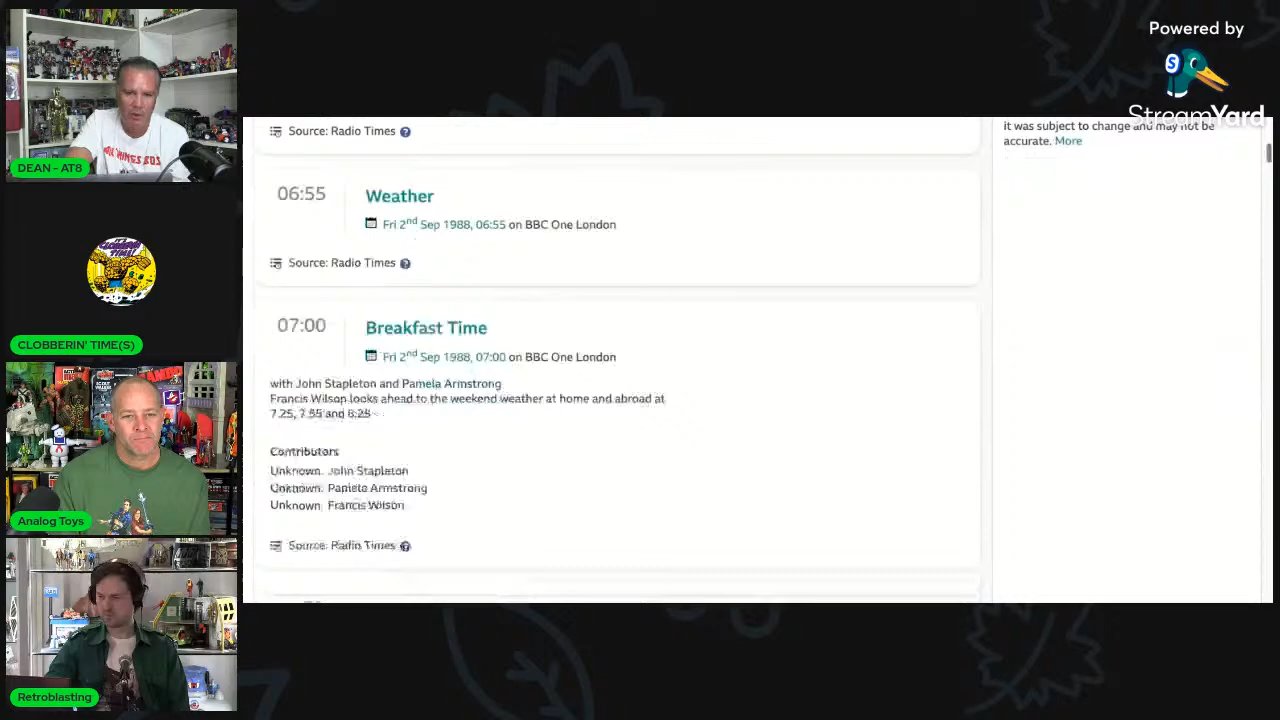 Powered by
StreamYard
DEAN - AT8
IT'S
CLOBBERIN'
TIME!
CLOBBERIN' TIME(S)
Analog Toys
Retroblasting
Source: Radio Times
06:55
Weather
Fri 2nd Sep 1988, 06:55 on BBC One London
Source: Radio Times
07:00
Breakfast Time
Fri 2nd Sep 1988, 07:00 on BBC One London
with John Stapleton and Pamela Armstrong
Francis Wilson looks ahead to the weekend weather at home and abroad at
7.25, 7.55 and 8.25
Contributors
Unknown: John Stapleton
Unknown: Pamela Armstrong
Unknown: Francis Wilson
Source: Radio Times
it was subject to change and may not be
accurate. More